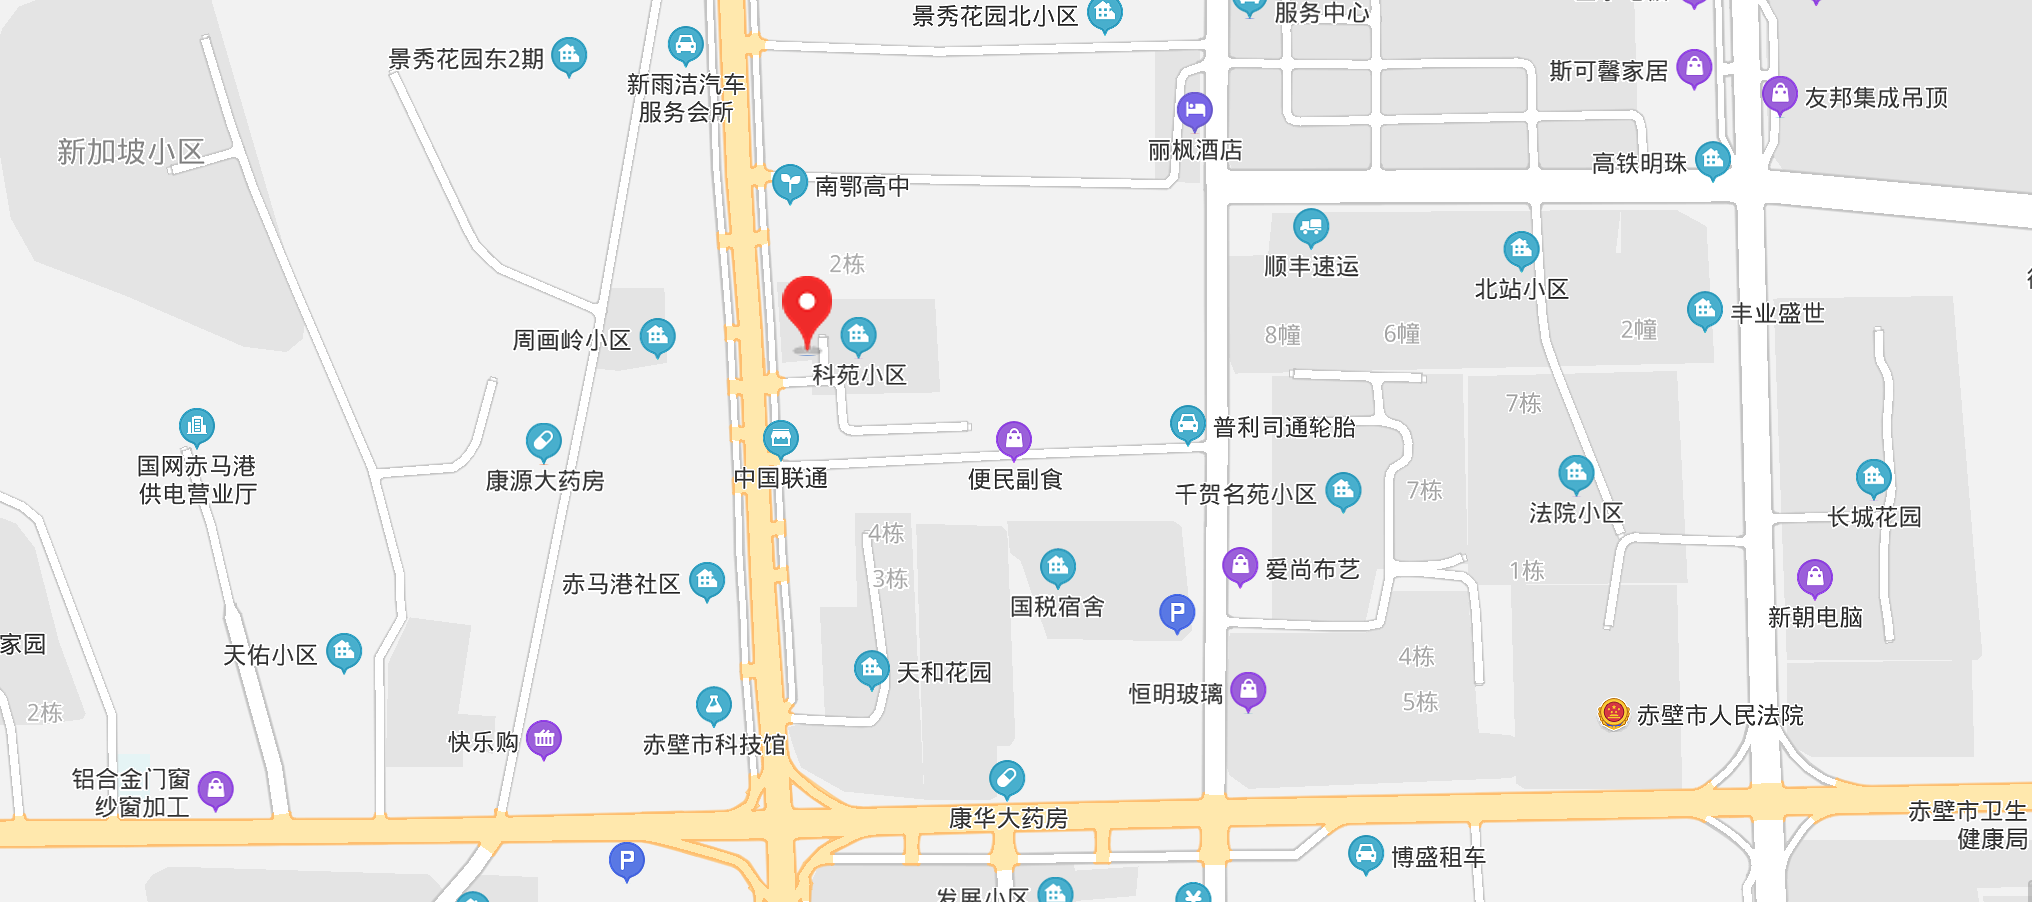 景秀花园北小区
服务中心
景秀花园东2期
新雨洁汽车
服务会所
斯可馨家居
友邦集成吊顶
新加坡小区
丽枫酒店
高铁明珠
南鄂高中
2栋
顺丰速运
北站小区
周画岭小区
8幢
6幢
2幢
丰业盛世
科苑小区
7栋
普利司通轮胎
国网赤马港
供电营业厅
康源大药房
中国联通
便民副食
千贺名苑小区
7栋
法院小区
长城花园
4栋
3栋
赤马港社区
国税宿舍
P
爱尚布艺
1栋
新朝电脑
家园
天佑小区
天和花园
4栋
恒明玻璃
5栋
2栋
赤壁市人民法院
快乐购
赤壁市科技馆
铝合金门窗
纱窗加工
康华大药房
赤壁市卫生
健康局
P
博盛租车
发展小区